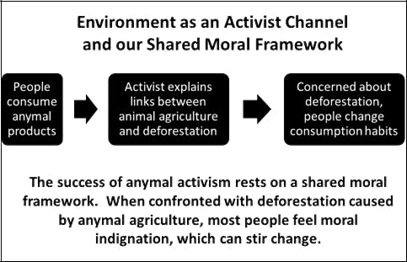 Environment as an Activist Channel
and our Shared Moral Framework
People
consume
anymal
products
Activist explains
links between
animal agriculture
and deforestation
Concerned about
deforestation,
people change
consumption habits
The success of anymal activism rests on a shared moral
framework.  When confronted with deforestation caused
by anymal agriculture, most people feel moral
indignation, which can stir change.